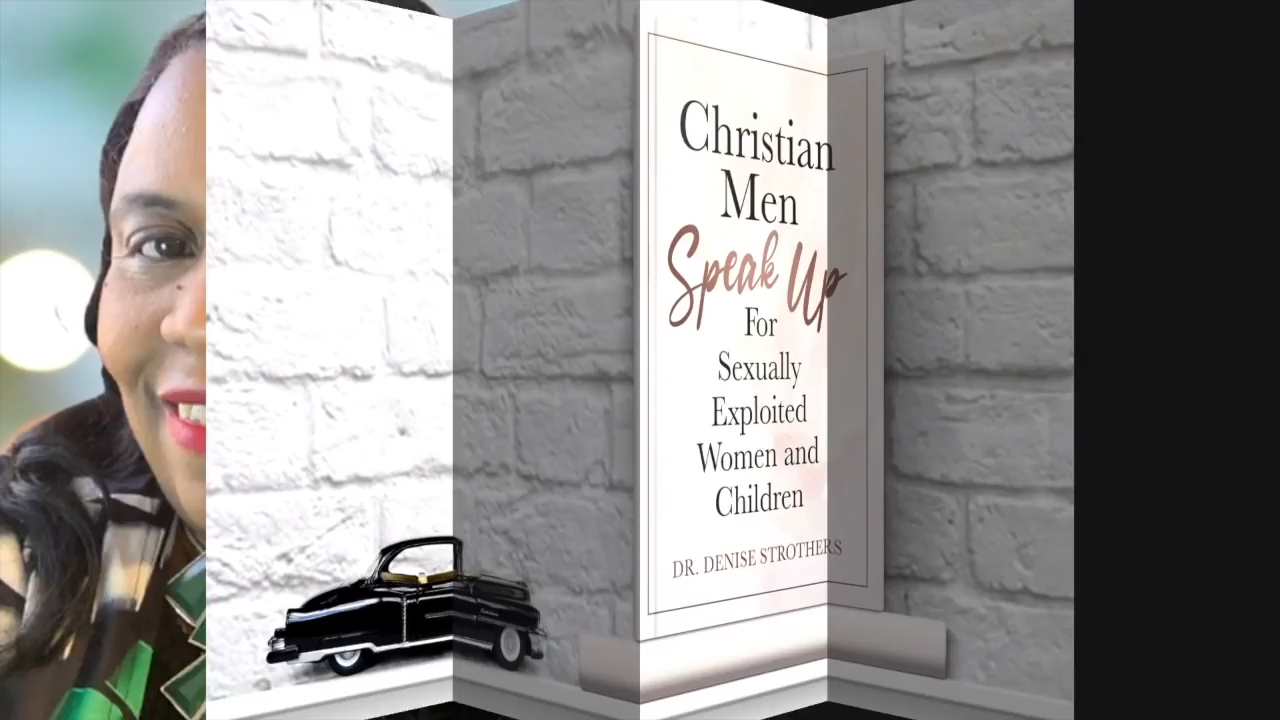 Christian
Men
Speak Up
For
Sexually
Exploited
Women and
Children
DR. DENISE STROTHERS